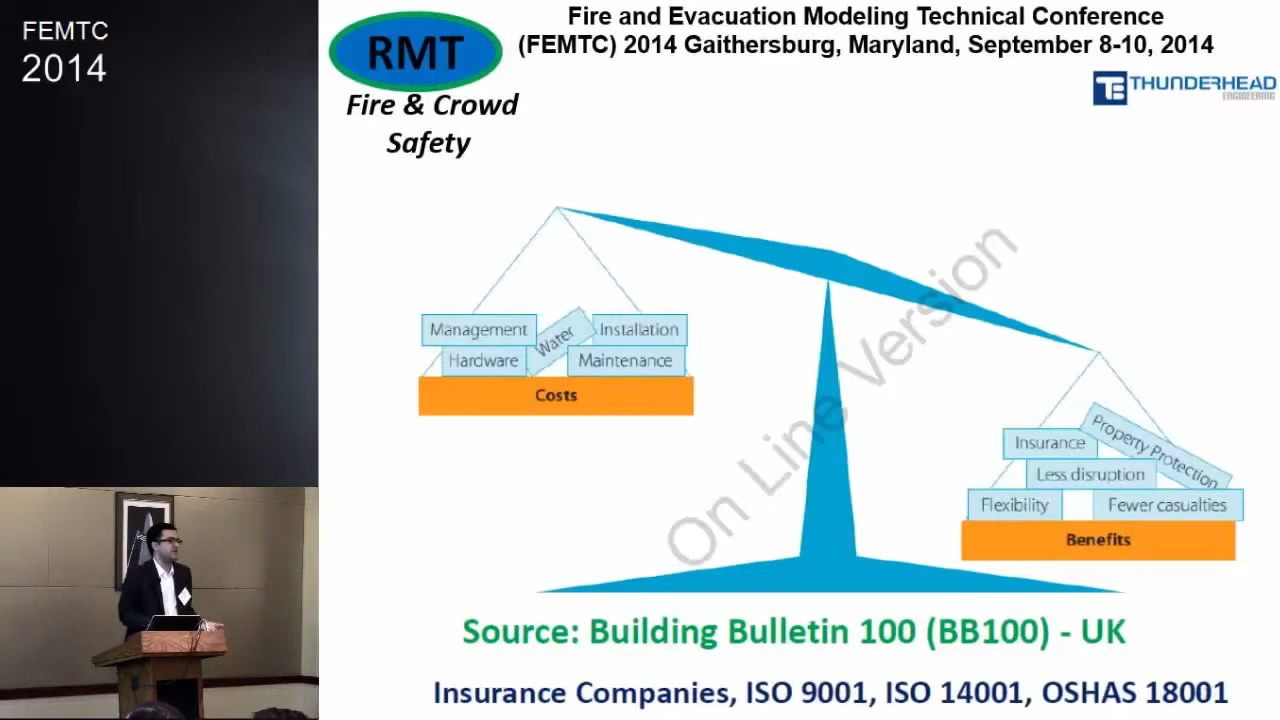 FEMTC
2014
RMT
Fire & Crowd
Safety
Fire and Evacuation Modeling Technical Conference
(FEMTC) 2014 Gaithersburg, Maryland, September 8-10, 2014
THUNDERHEAD
ENGINEERING
Management
Water
Installation
Hardware
Maintenance
Costs
Insurance
Property Protection
Less disruption
Flexibility
Fewer casualties
Benefits
On Line Version
Source: Building Bulletin 100 (BB100) - UK
Insurance Companies, ISO 9001, ISO 14001, OSHAS 18001